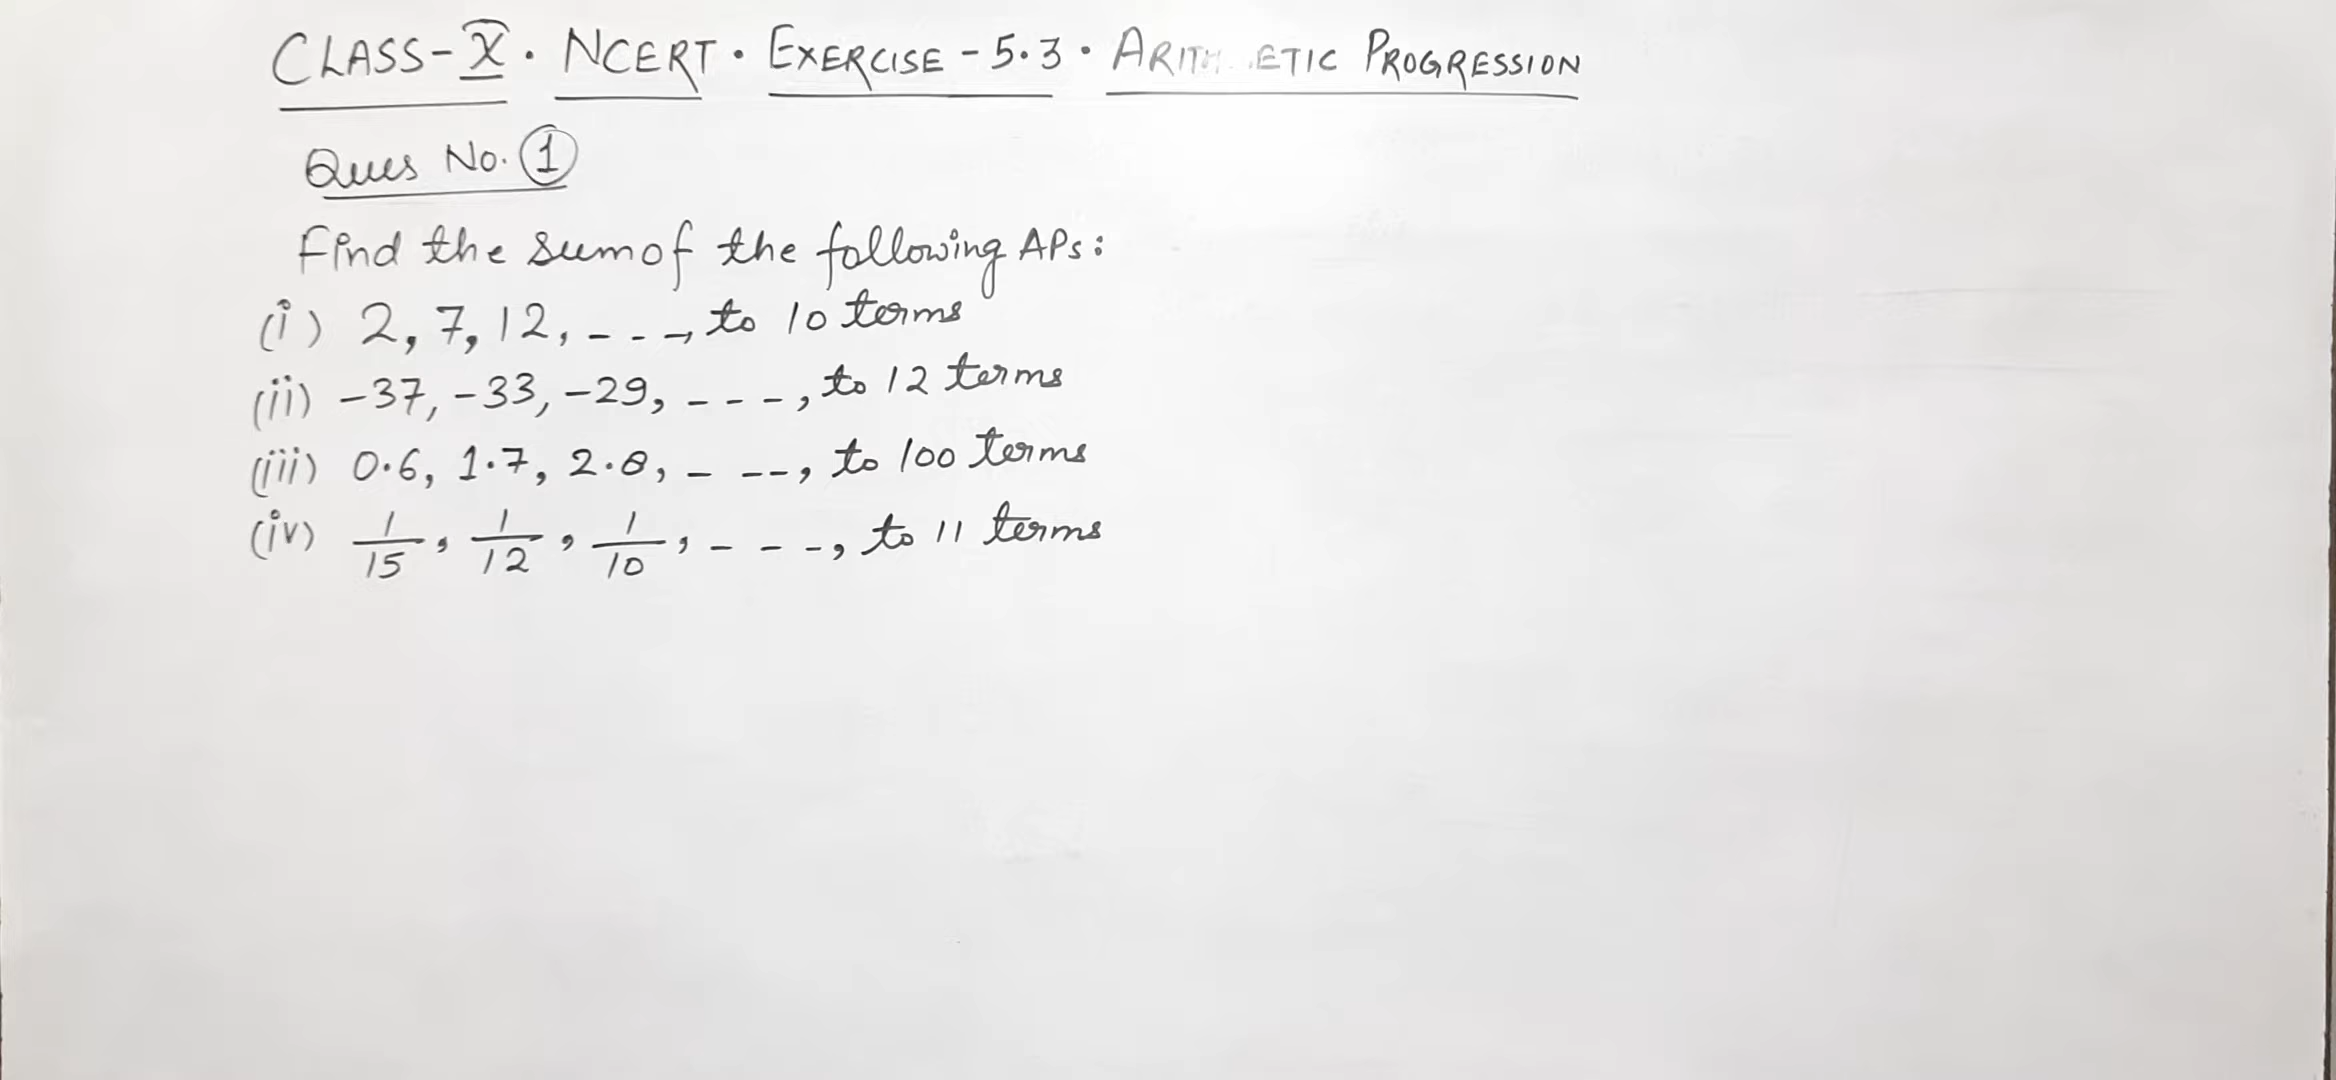 CLASS-X · NCERT · EXERCISE - 5.3 · ARITH ETIC PROGRESSION
Ques No. 1
Find the sum of the following APs:
(i) 2, 7, 12, - - -, to 10 terms
(ii) -37, -33, -29, - - -, to 12 terms
(iii) 0.6, 1.7, 2.8, - - -, to 100 terms
(iv) 1/15, 1/12, 1/10, - - -, to 11 terms